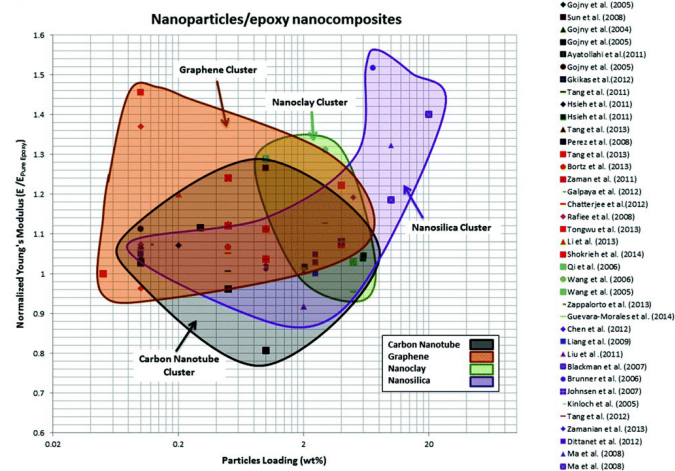 Nanoparticles/epoxy nanocomposites
Normalized Young's Modulus [E /E Pure Epoxy]
1.6
1.5
1.4
1.3
1.2
1.1
1
0.9
0.8
0.7
0.6
0.02
0.2
2
20
Particles Loading (wt%)
Graphene Cluster
Nanoclay Cluster
Nanosilica Cluster
Carbon Nanotube
Cluster
Carbon Nanotube
Graphene
Nanoclay
Nanosilica
Gojny et al. (2005)
Sun et al. (2008)
Gojny et al. (2004)
Gojny et al. (2005)
Ayatollahi et al.(2011)
Gojny et al. (2005)
Gkikas et al.(2012)
Tang et al. (2011)
Hsieh et al. (2011)
Hsieh et al. (2011)
Tang et al. (2013)
Perez et al. (2008)
Tang et al. (2013)
Bortz et al. (2013)
Zaman et al. (2011)
Galpaya et al. (2012)
Chatterjee et al.(2012)
Rafiee et al. (2008)
Tongwu et al. (2013)
Li et al. (2013)
Shokrieh et al. (2014)
Qi et al. (2006)
Wang et al. (2006)
Wang et al. (2005)
Zappalorto et al. (2013)
Guevara-Morales et al. (2014)
Chen et al. (2012)
Liang et al. (2009)
Liu et al. (2011)
Blackman et al. (2007)
Brunner et al. (2006)
Johnsen et al. (2007)
Kinloch et al. (2005)
Tang et al. (2012)
Zamanian et al. (2013)
Dittanet et al. (2012)
Ma et al. (2008)
Ma et al. (2008)